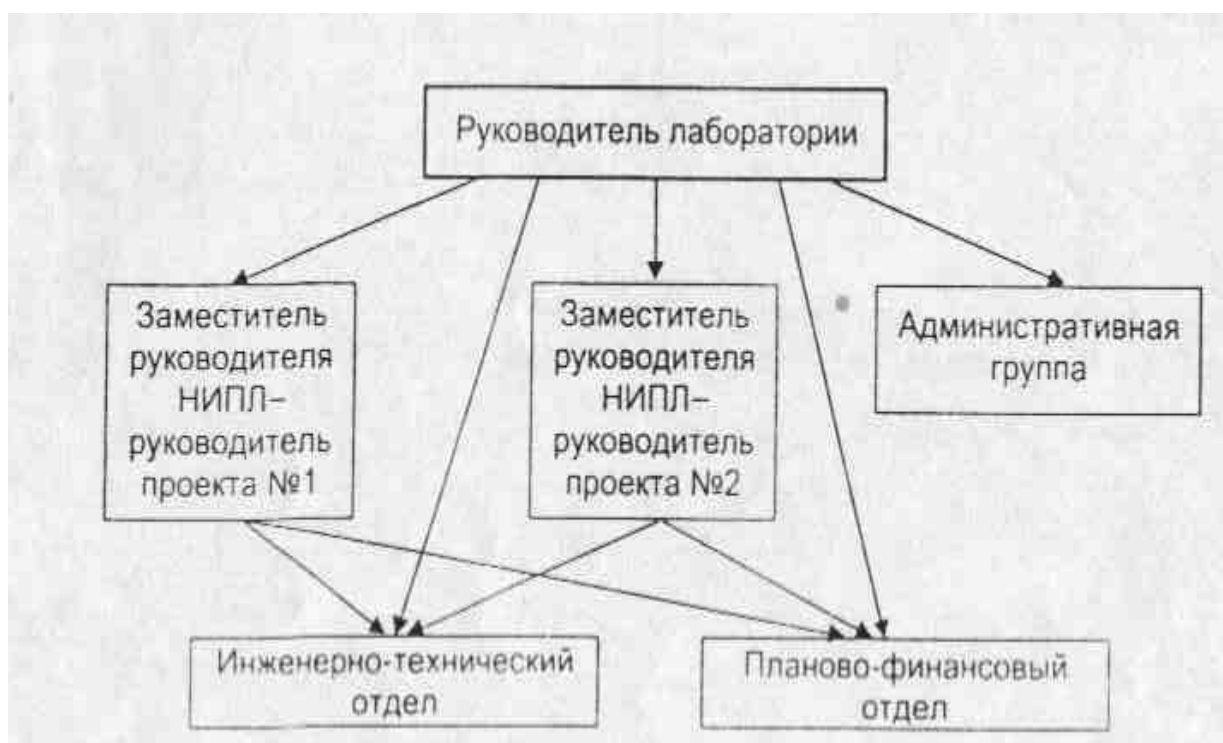 Руководитель лаборатории
Заместитель
руководителя
НИПЛ–
руководитель
проекта №1
Заместитель
руководителя
НИПЛ–
руководитель
проекта №2
Административная
группа
Инженерно-технический
отдел
Планово-финансовый
отдел